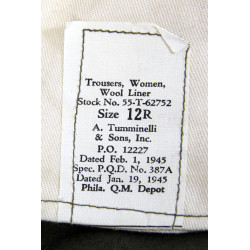 Trousers, Women,
Wool Liner
Stock No. 55-T-62752
Size 12R
A. Tumminelli
& Sons, Inc.
P.O. 12227
Dated Feb. 1, 1945
Spec. P.Q.D. No. 387A
Dated Jan. 19, 1945
Phila. Q.M. Depot